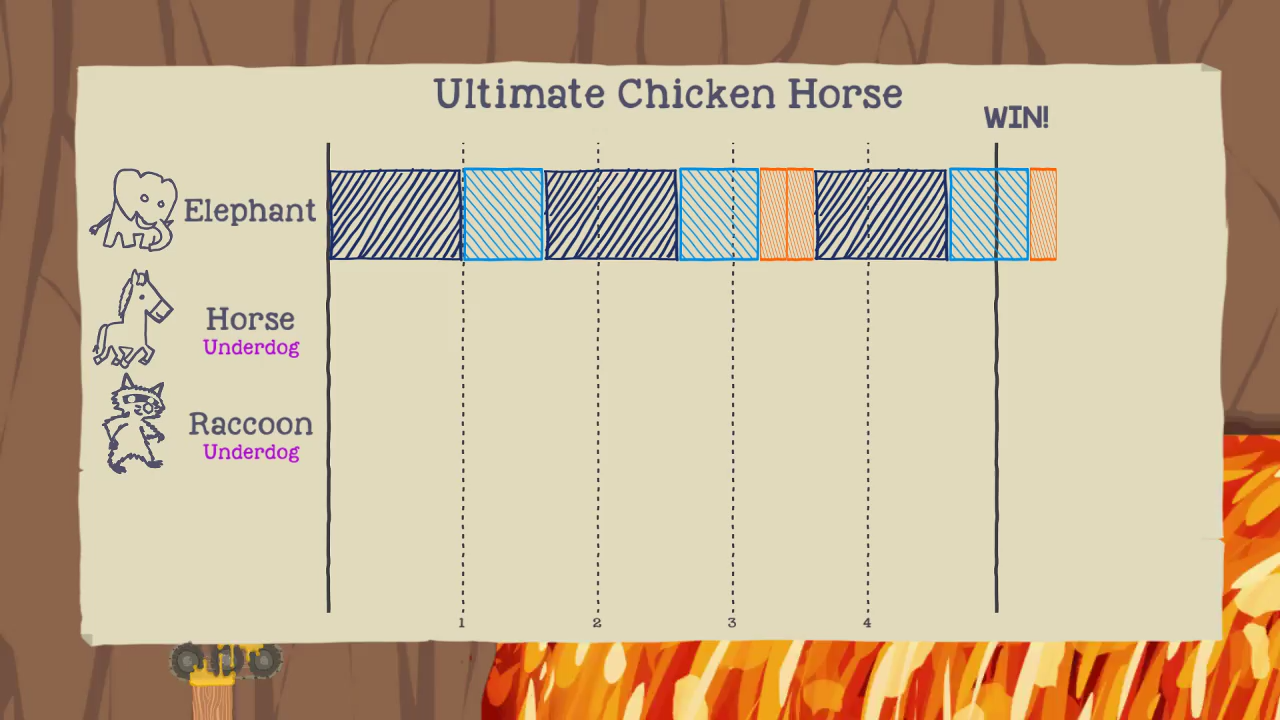 Ultimate Chicken Horse
WIN!
Elephant
Horse
Underdog
Raccoon
Underdog
1 2 3 4